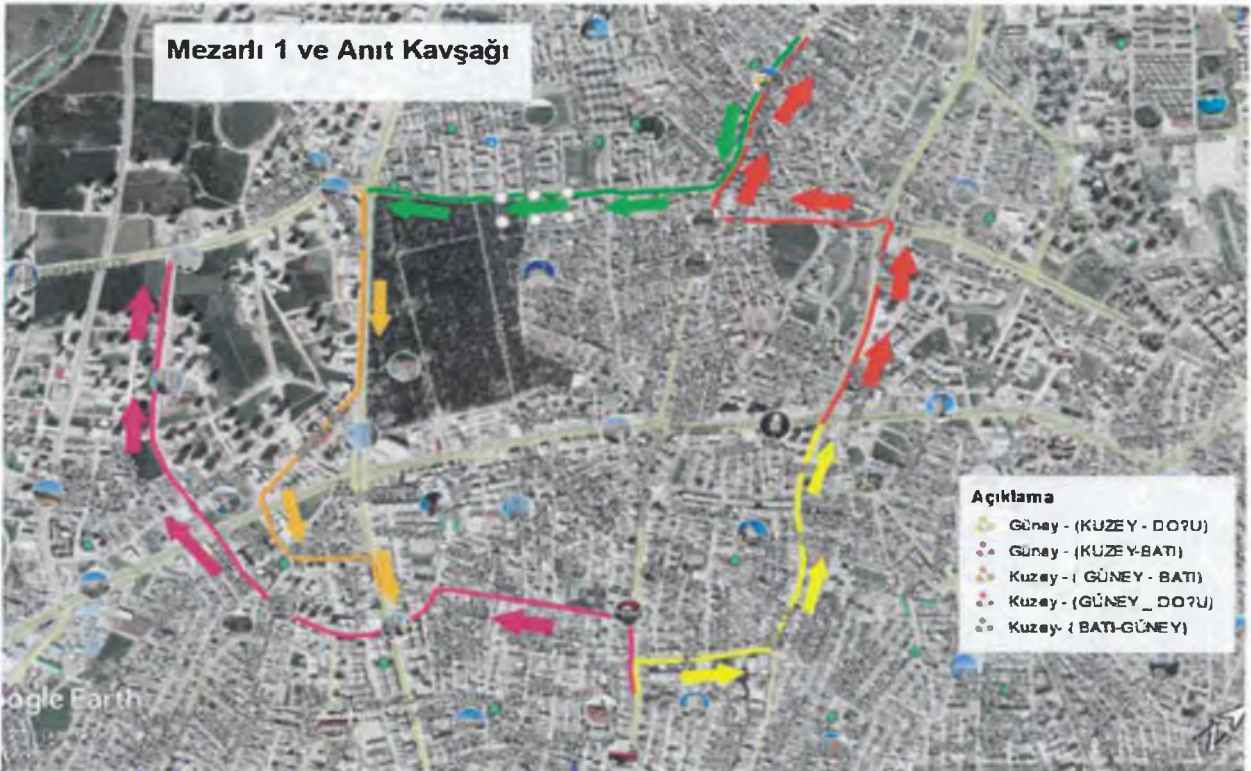 Mezarlı 1 ve Anıt Kavşağı
Açıklama
Güney - (KUZEY - DO?U)
Güney - (KUZEY-BATI)
Kuzey - ( GÜNEY - BATI)
Kuzey - (GÜNEY _ DO?U)
Kuzey- ( BATI-GÜNEY)
oogle Earth